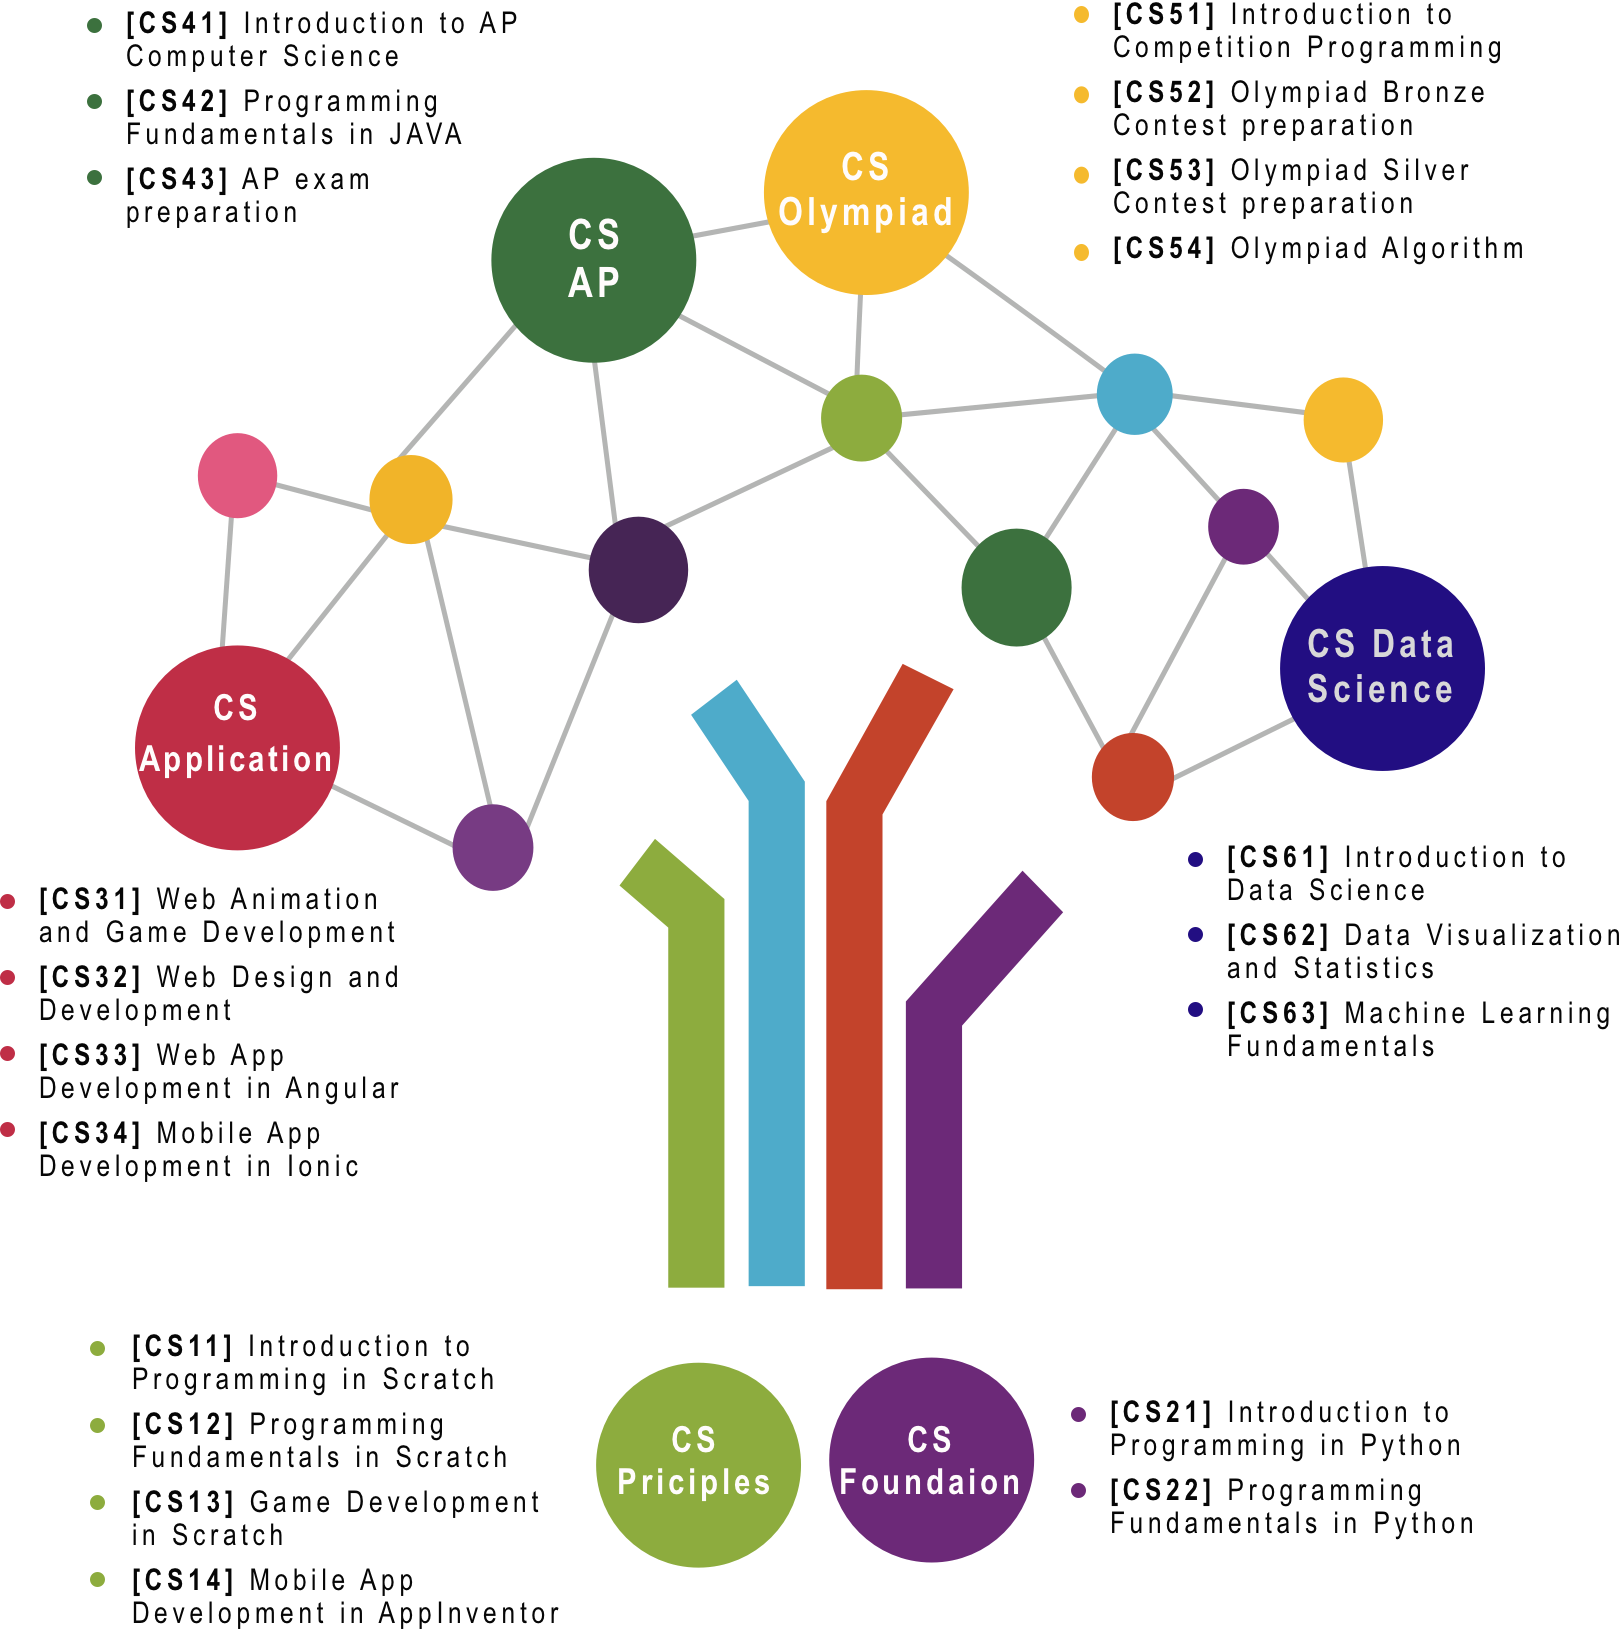 [CS41] Introduction to AP
Computer Science
[CS42] Programming
Fundamentals in JAVA
[CS43] AP exam
preparation
[CS51] Introduction to
Competition Programming
[CS52] Olympiad Bronze
Contest preparation
[CS53] Olympiad Silver
Contest preparation
[CS54] Olympiad Algorithm
CS
Olympiad
CS
AP
CS Data
Science
CS
Application
[CS31] Web Animation
and Game Development
[CS32] Web Design and
Development
[CS33] Web App
Development in Angular
[CS34] Mobile App
Development in Ionic
[CS61] Introduction to
Data Science
[CS62] Data Visualization
and Statistics
[CS63] Machine Learning
Fundamentals
[CS11] Introduction to
Programming in Scratch
[CS12] Programming
Fundamentals in Scratch
[CS13] Game Development
in Scratch
[CS14] Mobile App
Development in AppInventor
CS
Priciples
CS
Foundaion
[CS21] Introduction to
Programming in Python
[CS22] Programming
Fundamentals in Python